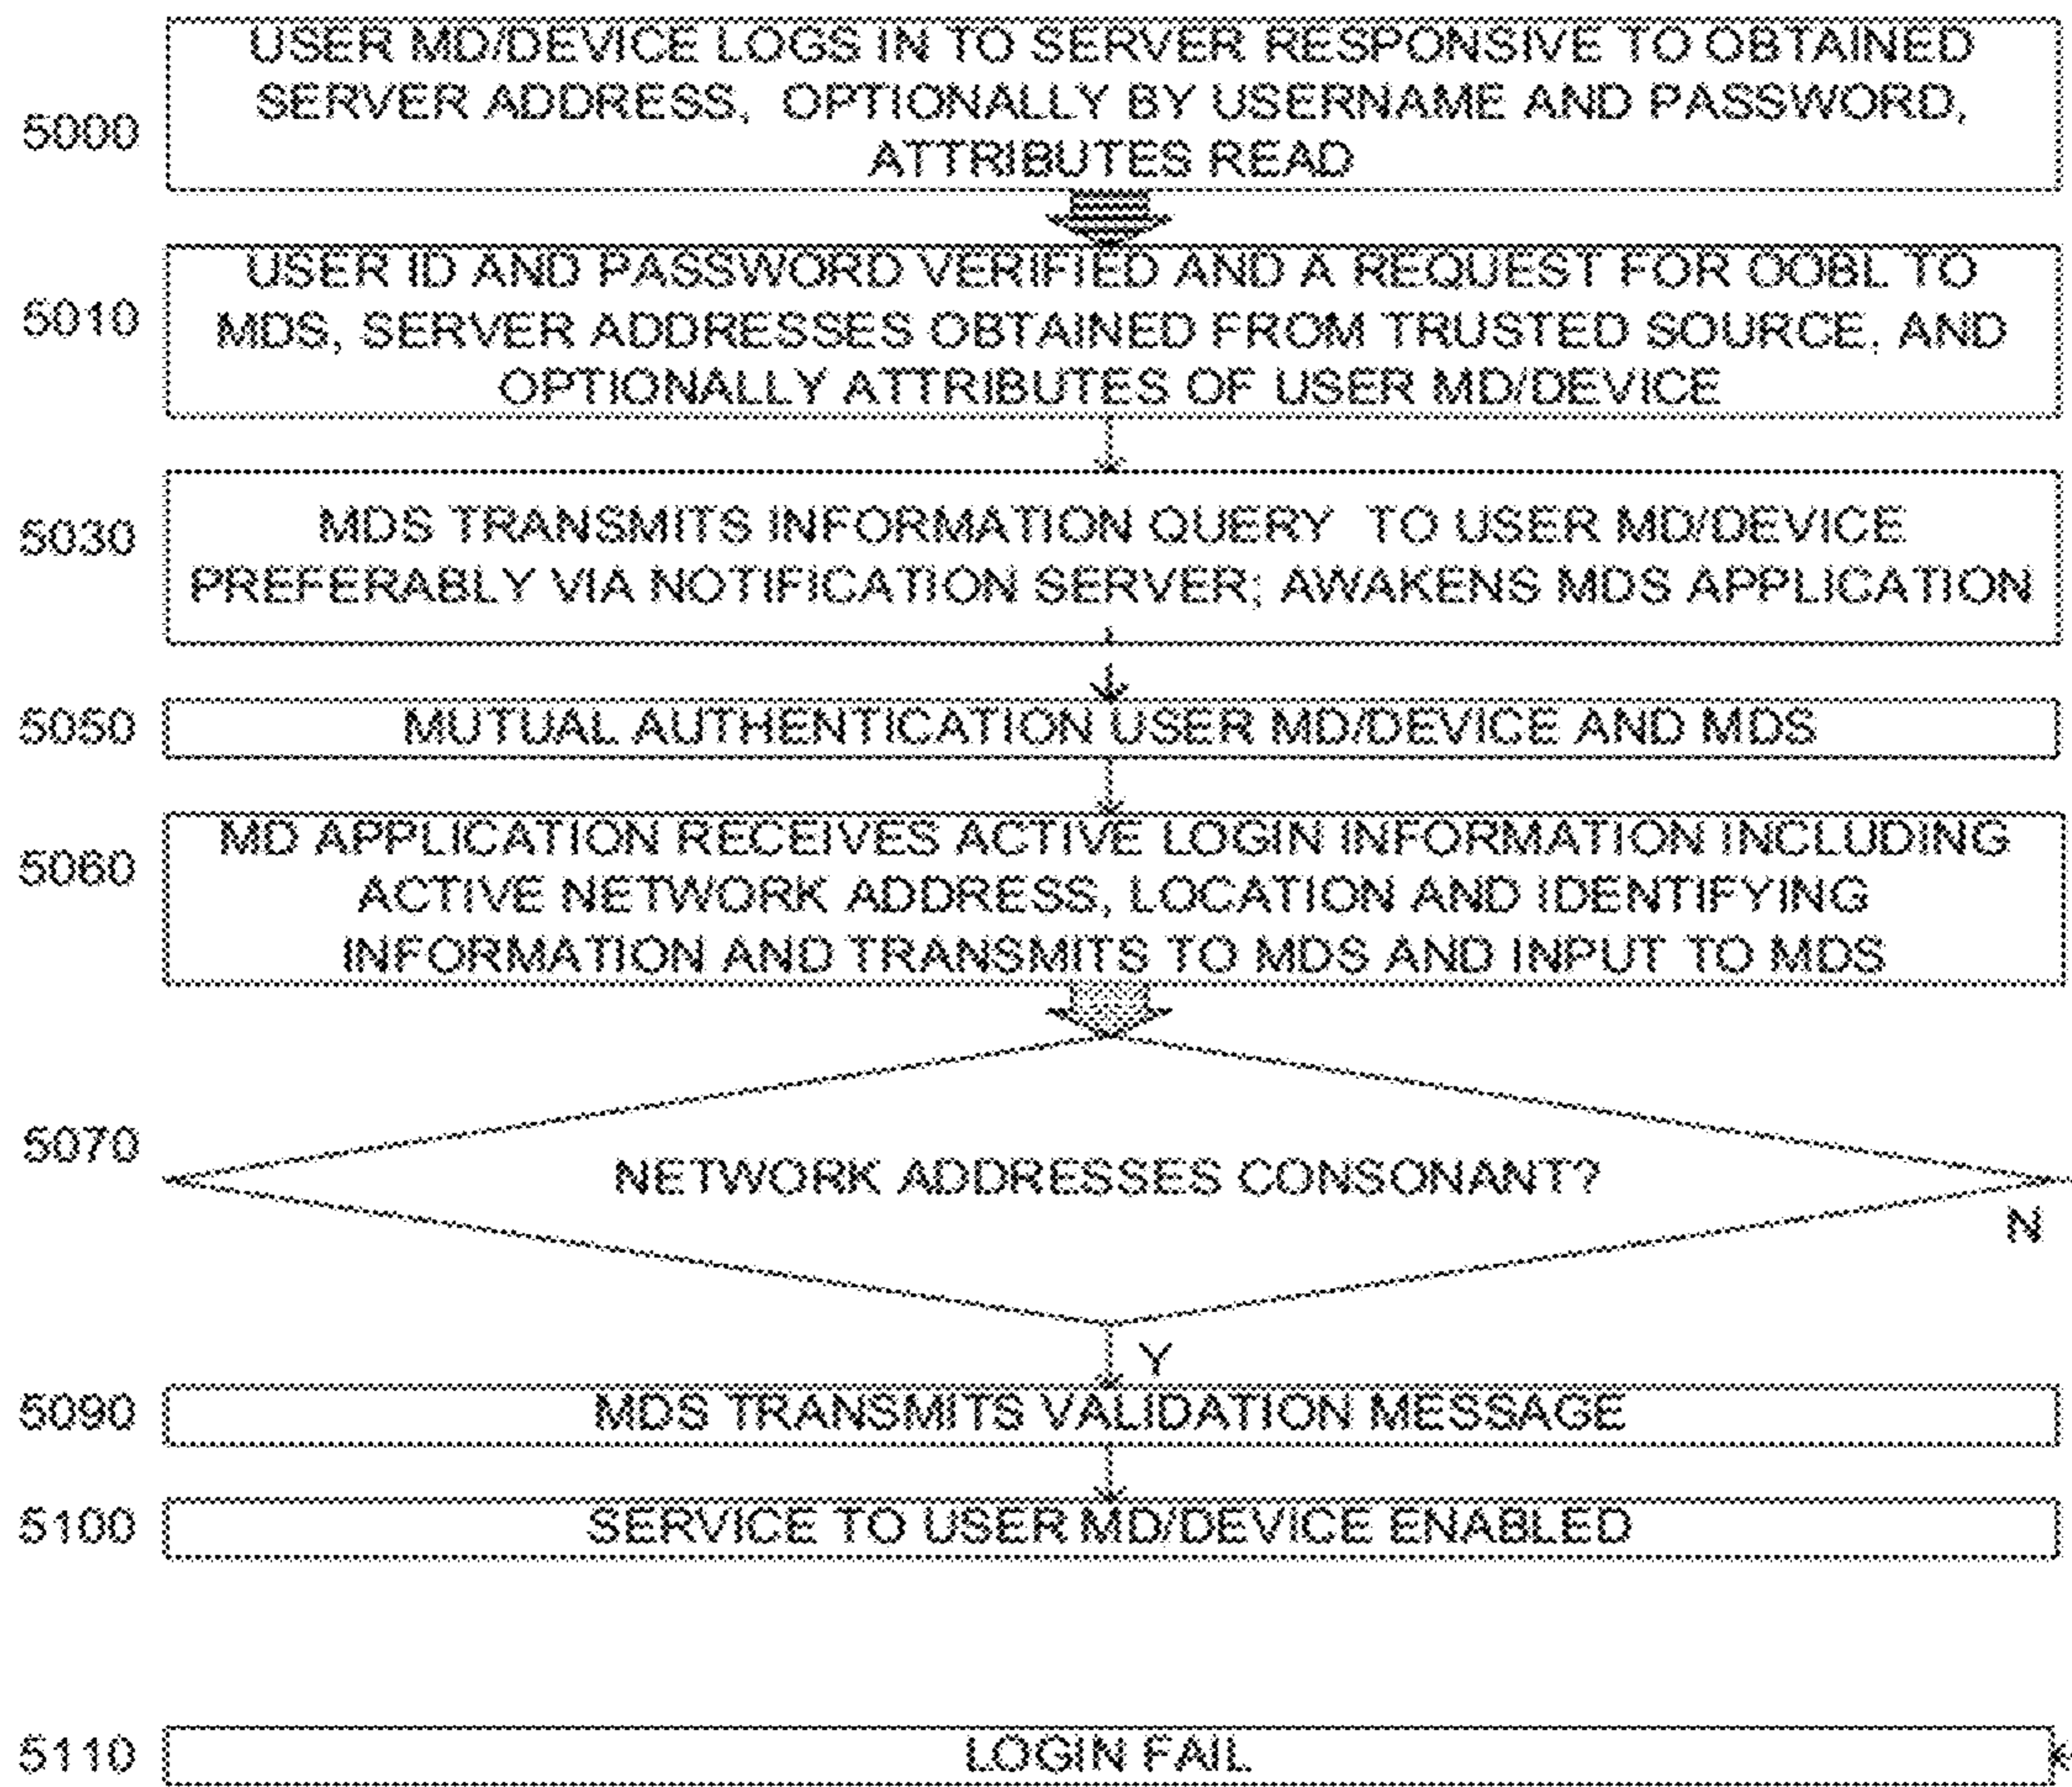 USER MD/DEVICE LOGS IN TO SERVER RESPONSIVE TO OBTAINED
SERVER ADDRESS, OPTIONALLY BY USERNAME AND PASSWORD,
ATTRIBUTES READ
5000
USER ID AND PASSWORD VERIFIED AND A REQUEST FOR OOBL TO
MDS, SERVER ADDRESSES OBTAINED FROM TRUSTED SOURCE, AND
OPTIONALLY ATTRIBUTES OF USER MD/DEVICE
5010
MDS TRANSMITS INFORMATION QUERY TO USER MD/DEVICE
PREFERABLY VIA NOTIFICATION SERVER; AWAKENS MDS APPLICATION
5030
5050
MUTUAL AUTHENTICATION USER MD/DEVICE AND MDS
MD APPLICATION RECEIVES ACTIVE LOGIN INFORMATION INCLUDING
ACTIVE NETWORK ADDRESS, LOCATION AND IDENTIFYING
INFORMATION AND TRANSMITS TO MDS AND INPUT TO MDS
5060
5070
NETWORK ADDRESSES CONSONANT?
N
Y
5090
MDS TRANSMITS VALIDATION MESSAGE
5100
SERVICE TO USER MD/DEVICE ENABLED
5110
LOGIN FAIL